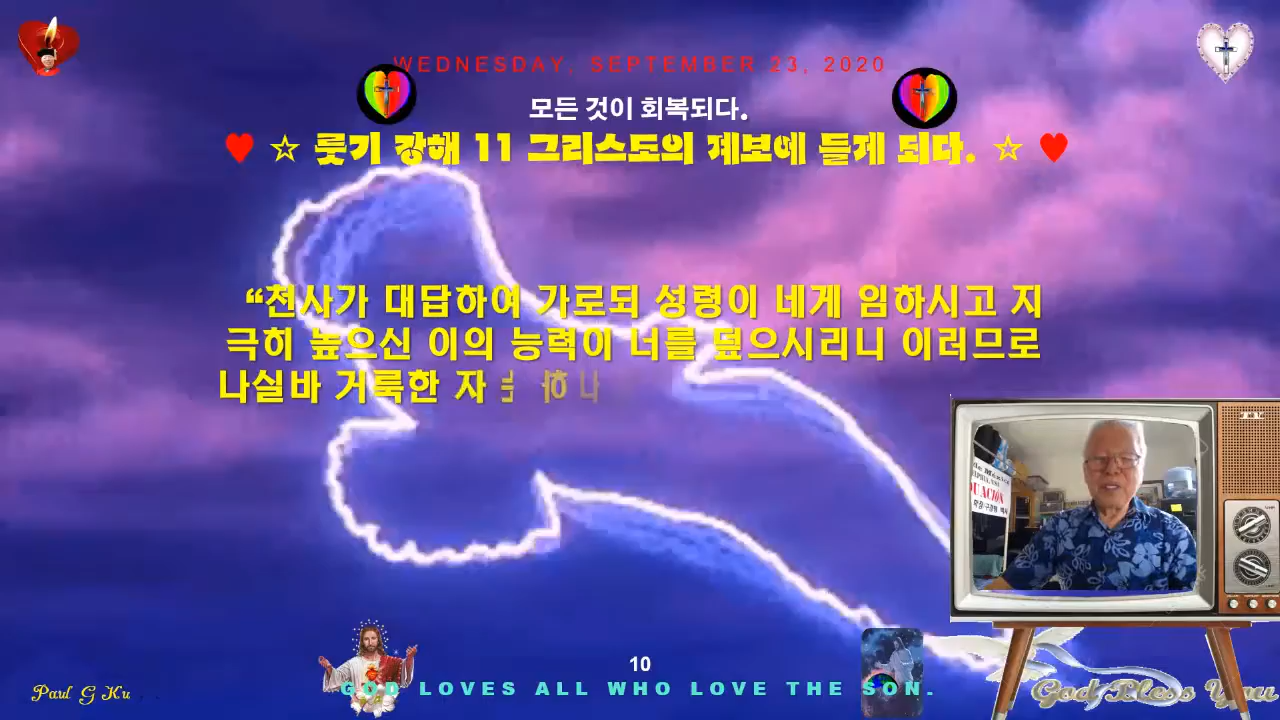 WEDNESDAY, SEPTEMBER 23, 2020
모든 것이 회복되다.
♥ ☆ 룻기 강해 11 그리스도의 계보에 들게 되다. ☆ ♥
“천사가 대답하여 가로되 성령이 네게 임하시고 지
극히 높으신 이의 능력이 너를 덮으시리니 이러므로
나실바 거룩한 자
UACIÓN
10
GOD LOVES ALL WHO LOVE THE SON.
Paul G Ku
God Bless You